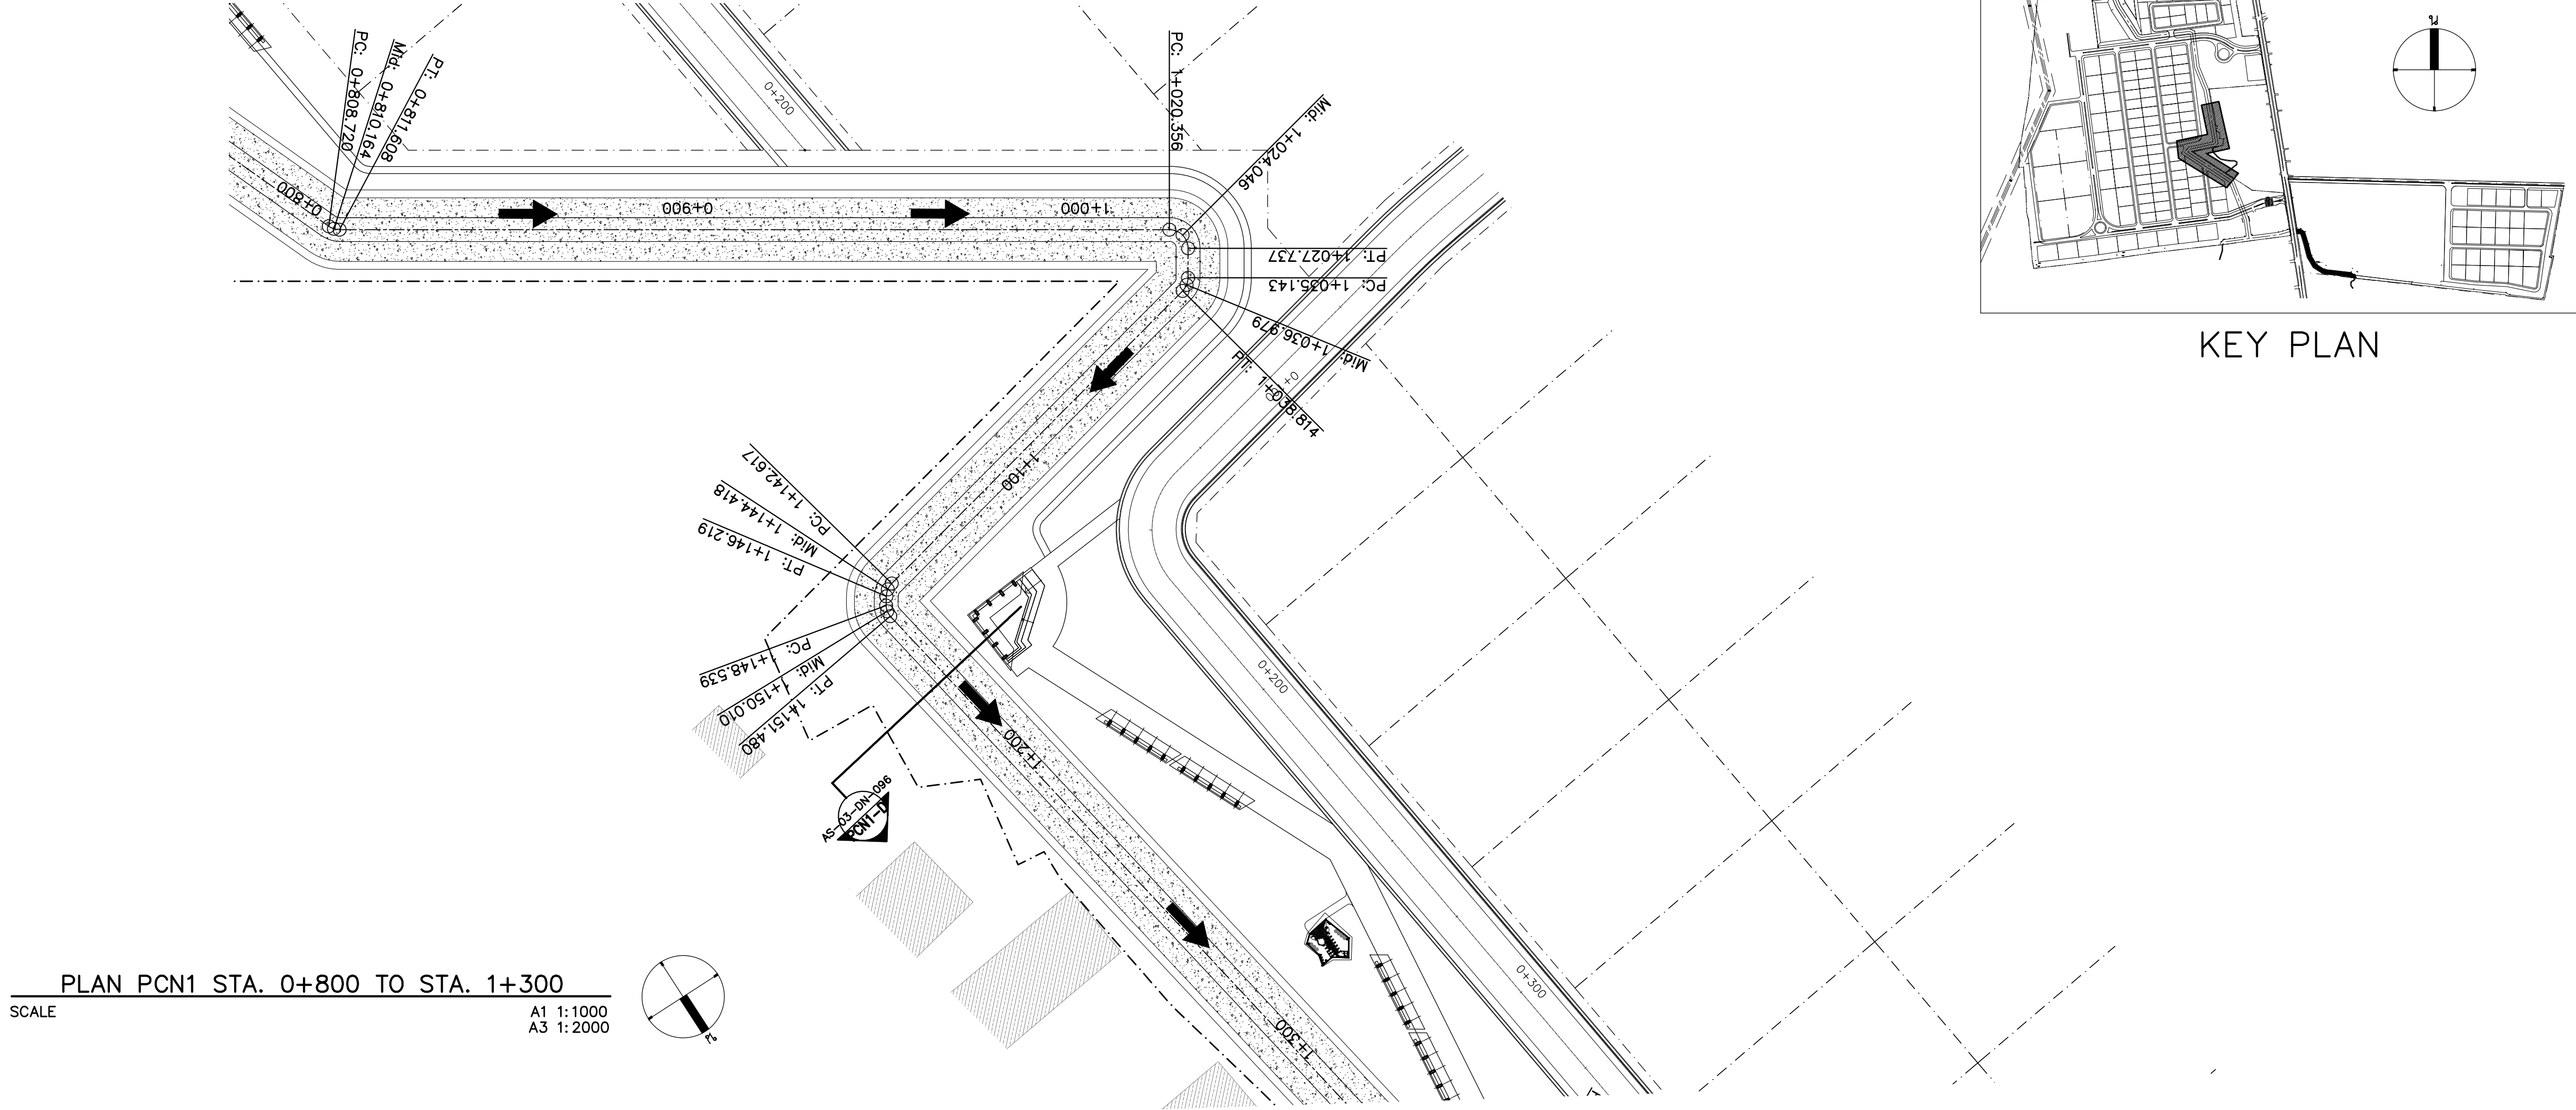 PC: 0+808.720
Mid: 0+810.164
PT: 0+811.608
0+800
0+200
0+900
1+000
PC: 1+020.356
Mid: 1+024.046
PT: 1+027.737
PC: 1+035.143
Mid: 1+036.979
PT: 1+038.814
1+100
PC: 1+142.617
Mid: 1+144.418
PT: 1+146.219
PC: 1+148.539
Mid: 1+150.010
PT: 1+151.480
1+200
0+200
AS-03-DN-096
PCN1-D
0+300
1+300
น
KEY PLAN
PLAN PCN1 STA. 0+800 TO STA. 1+300
SCALE
A1 1:1000
A3 1:2000
น